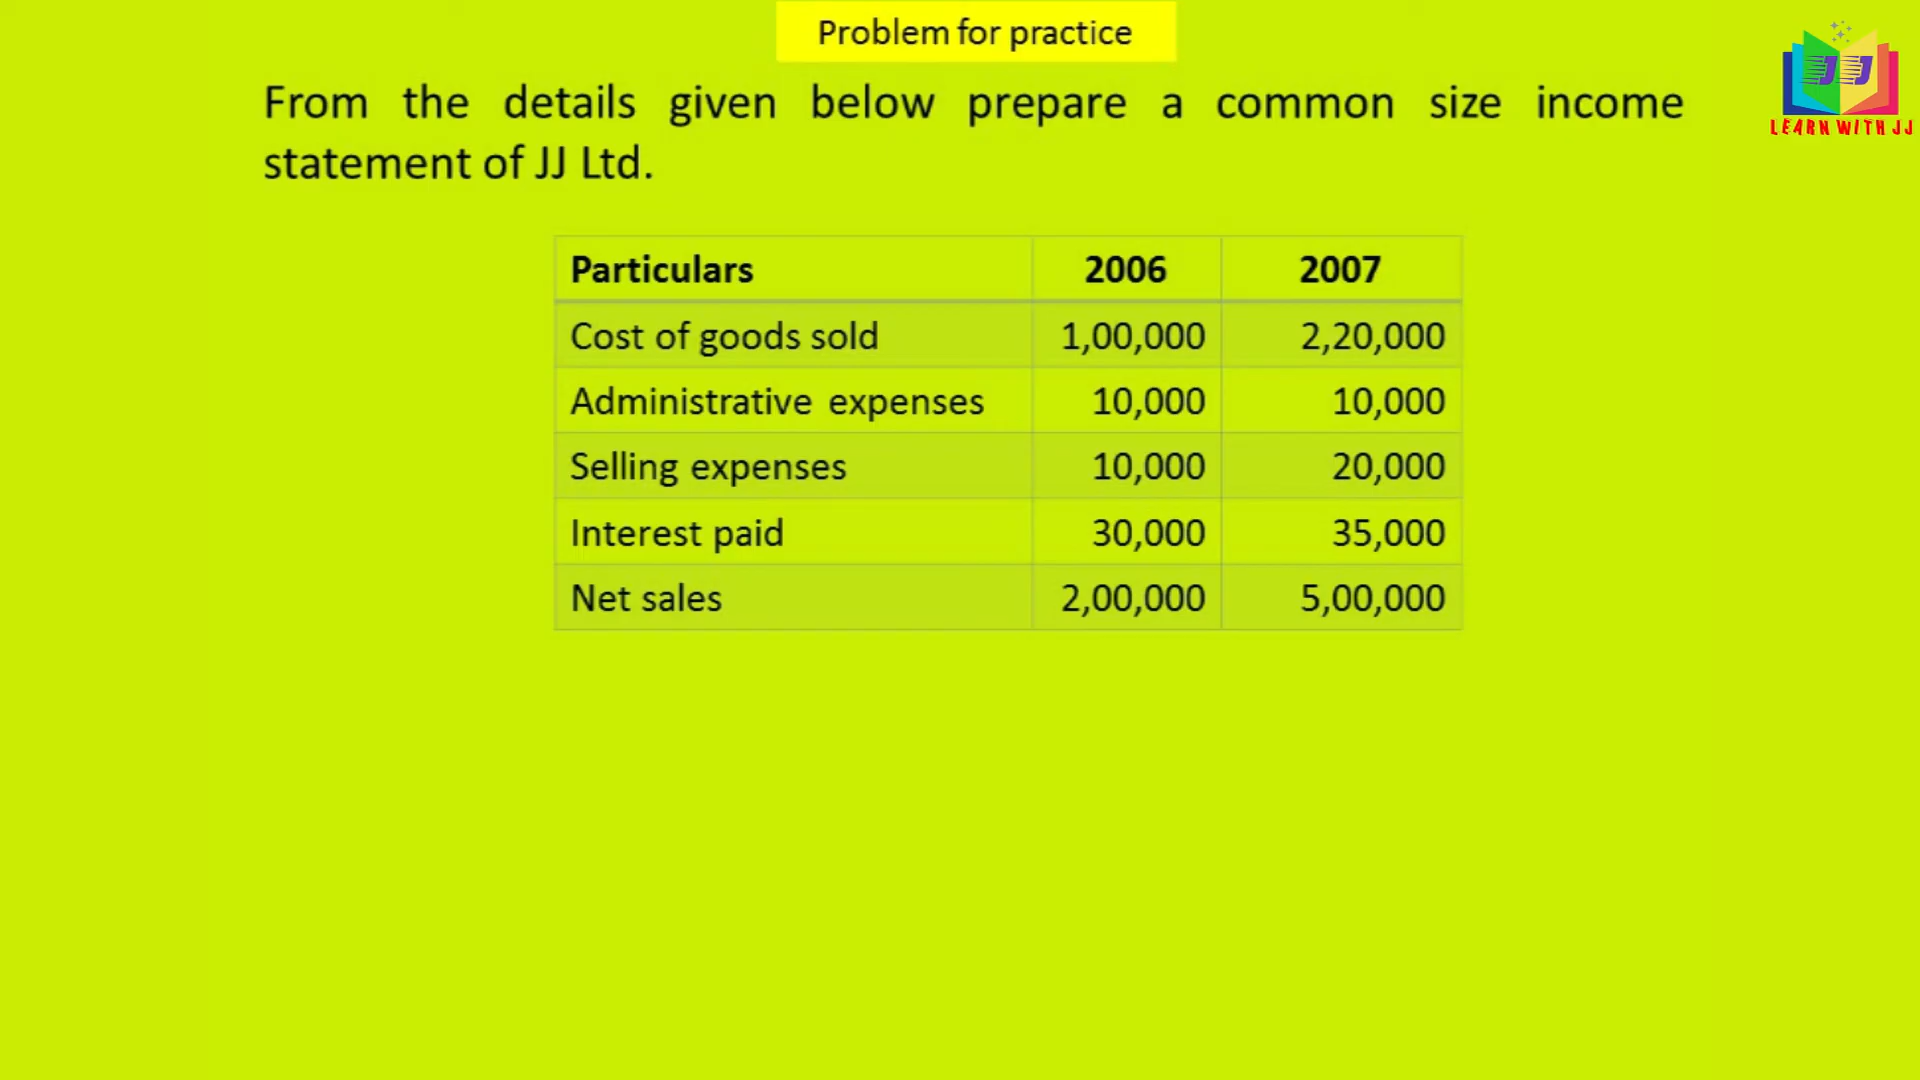 Problem for practice
From the details given below prepare a common size income
statement of JJ Ltd.
JJ
LEARN WITH JJ
Particulars 2006 2007
Cost of goods sold 1,00,000 2,20,000
Administrative expenses 10,000 10,000
Selling expenses 10,000 20,000
Interest paid 30,000 35,000
Net sales 2,00,000 5,00,000